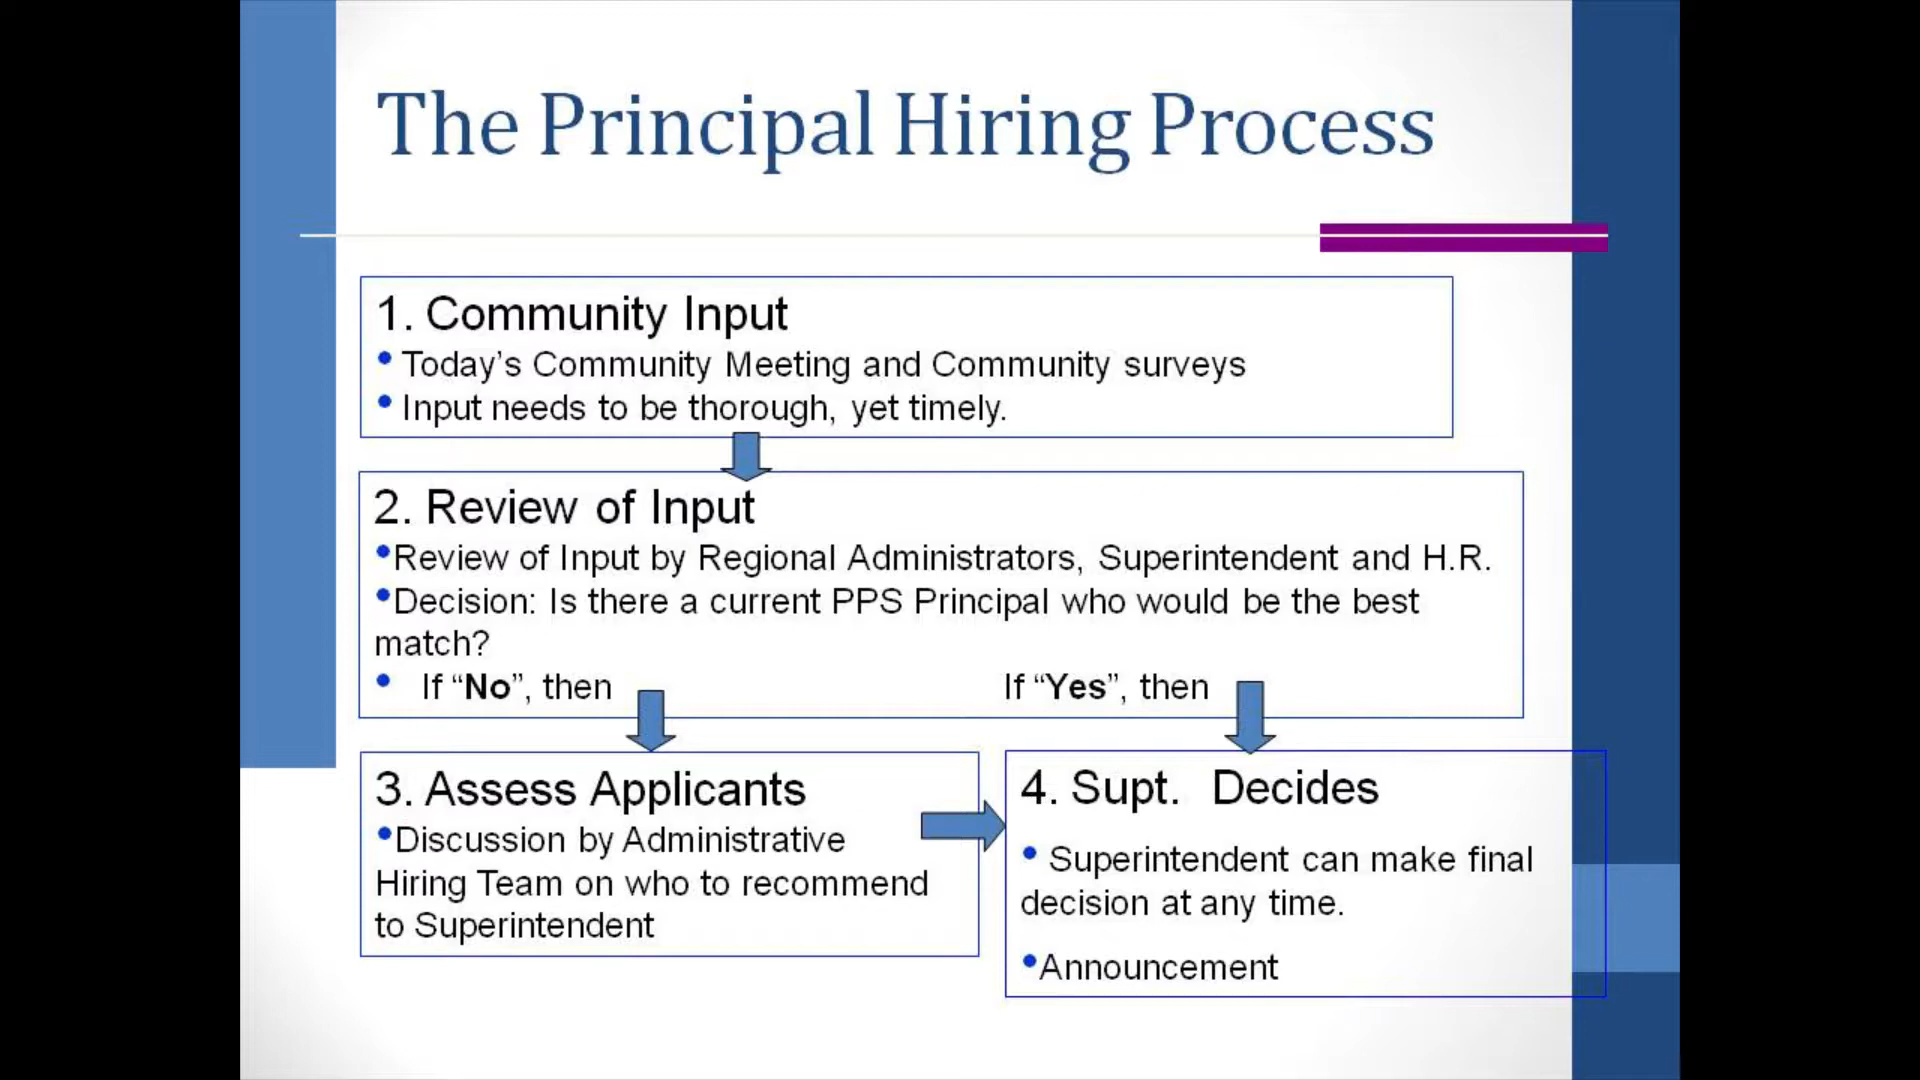 The Principal Hiring Process
1. Community Input
• Today’s Community Meeting and Community surveys
• Input needs to be thorough, yet timely.
2. Review of Input
•Review of Input by Regional Administrators, Superintendent and H.R.
•Decision: Is there a current PPS Principal who would be the best
match?
• If “No”, then If “Yes”, then
3. Assess Applicants
•Discussion by Administrative
Hiring Team on who to recommend
to Superintendent
4. Supt. Decides
• Superintendent can make final
decision at any time.
•Announcement